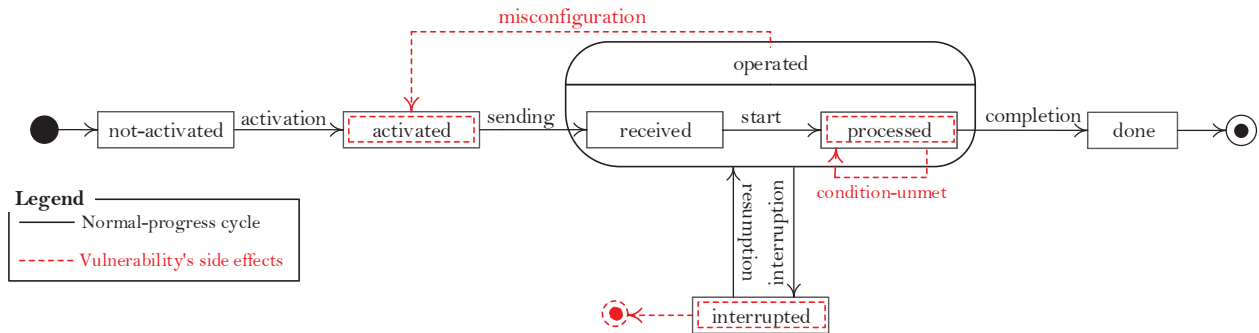 misconfiguration
operated
not-activated
activation
activated
sending
received
start
processed
completion
done
condition-unmet
resumption
interruption
interrupted
Legend
Normal-progress cycle
Vulnerability's side effects